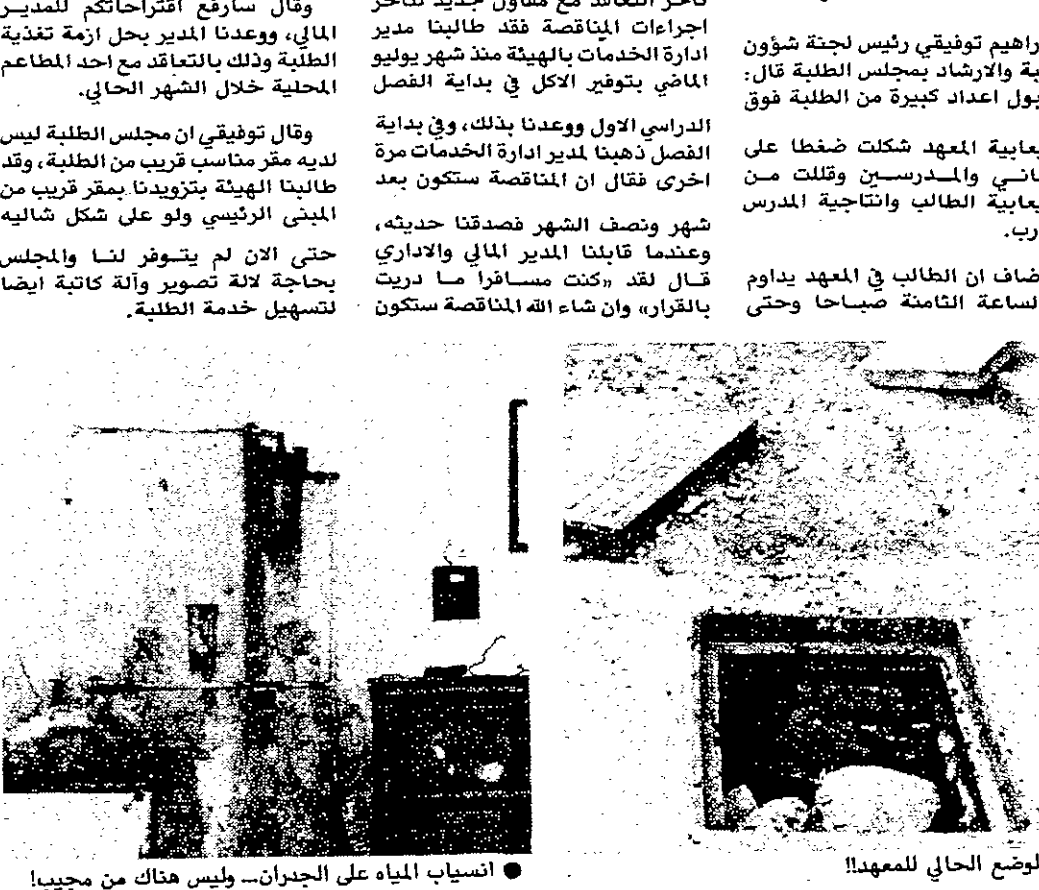 راهيم توفيقي رئيس لجنة شؤون
بة والارشاد بمجلس الطلبة قال:
بول اعداد كبيرة من الطلبة فوق
يعابية المعهد شكلت ضغطا على
اني والمدرسين وقللت من
يعابية الطالب وانتاجية المدرس
رب.
ضاف ان الطالب في المعهد يداوم
لساعة الثامنة صباحا وحتى
تأخر التعاقد مع مقاول جديد لتأخر
اجراءات المناقصة فقد طالبنا مدير
ادارة الخدمات بالهيئة منذ شهر يوليو
الماضي بتوفير الاكل في بداية الفصل
الدراسي الاول ووعدنا بذلك، وفي بداية
الفصل ذهبنا لمدير ادارة الخدمات مرة
اخرى فقال ان المناقصة ستكون بعد
شهر ونصف الشهر فصدقنا حديثه،
وعندما قابلنا المدير المالي والاداري
قال لقد «كنت مسافرا ما دريت
بالقرار» وان شاء الله المناقصة ستكون
وقال سأرفع اقتراحاتكم للمدير
المالي، ووعدنا المدير بحل ازمة تغذية
الطلبة وذلك بالتعاقد مع احد المطاعم
المحلية خلال الشهر الحالي.
وقال توفيقي ان مجلس الطلبة ليس
لديه مقر مناسب قريب من الطلبة، وقد
طالبنا الهيئة بتزويدنا بمقر قريب من
المبنى الرئيسي ولو على شكل شاليه
حتى الان لم يتوفر لنا والمجلس
بحاجة لالة تصوير وآلة كاتبة ايضا
لتسهيل خدمة الطلبة.
لوضع الحالي للمعهد!!
● انسياب المياه على الجدران... وليس هناك من مجيب!